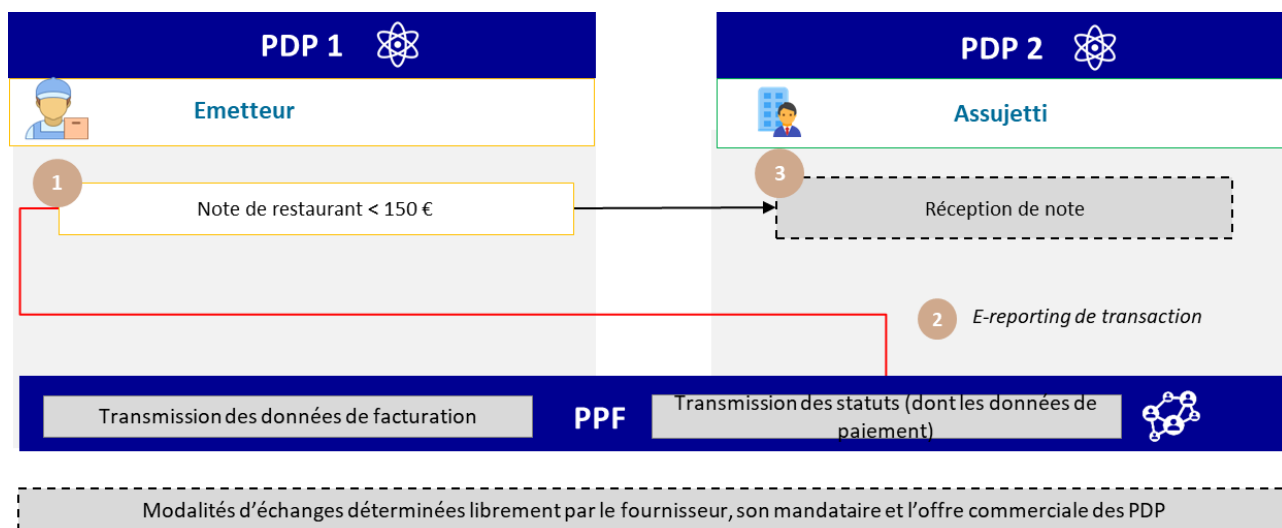 PDP 1
PDP 2
Emetteur
Assujetti
1
3
Note de restaurant < 150 €
Réception de note
2
E-reporting de transaction
Transmission des données de facturation
PPF
Transmission des statuts (dont les données de
paiement)
Modalités d’échanges déterminées librement par le fournisseur, son mandataire et l’offre commerciale des PDP